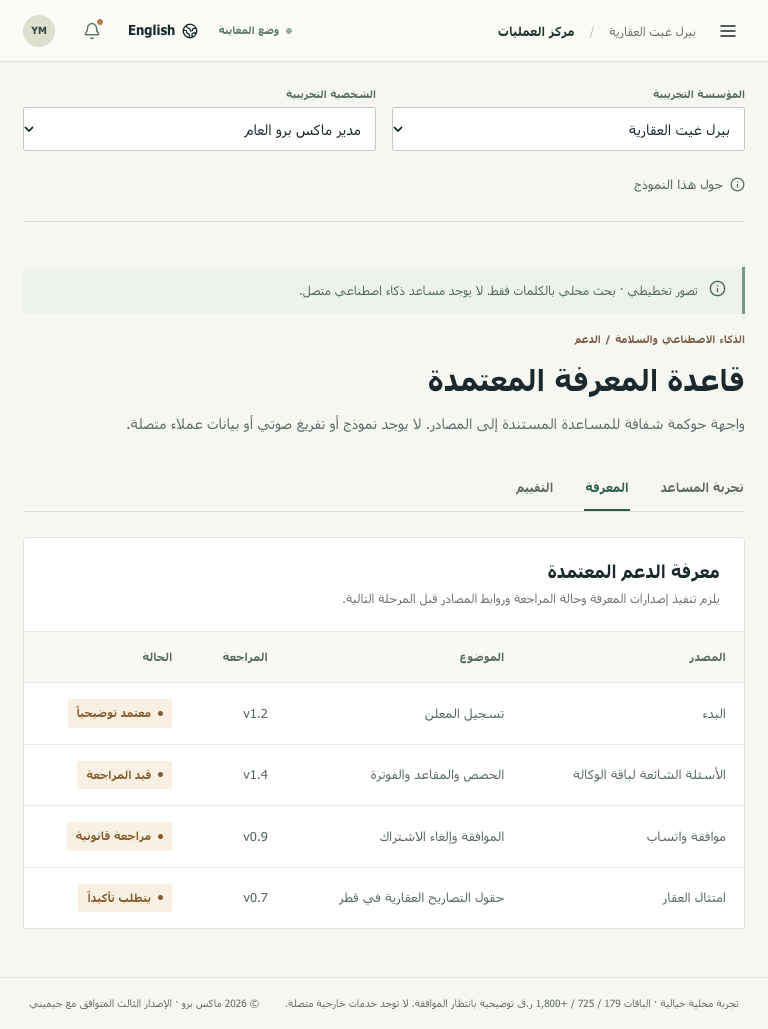 بيرل غيت العقارية / مركز العمليات
وضع المعاينة
English
YM
المؤسسة التجريبية
بيرل غيت العقارية
الشخصية التجريبية
مدير ماكس برو العام
حول هذا النموذج
تصور تخطيطي · بحث محلي بالكلمات فقط. لا يوجد مساعد ذكاء اصطناعي متصل.
الذكاء الاصطناعي والسلامة / الدعم
قاعدة المعرفة المعتمدة
واجهة حوكمة شفافة للمساعدة المستندة إلى المصادر. لا يوجد نموذج أو تفريغ صوتي أو بيانات عملاء متصلة.
تجربة المساعد المعرفة التقييم
معرفة الدعم المعتمدة
يلزم تنفيذ إصدارات المعرفة وحالة المراجعة وروابط المصادر قبل المرحلة التالية.
المصدر الموضوع المراجعة الحالة
البدء تسجيل المعلن v1.2 معتمد توضيحياً
الأسئلة الشائعة لباقة الوكالة الحصص والمقاعد والفوترة v1.4 قيد المراجعة
موافقة واتساب الموافقة وإلغاء الاشتراك v0.9 مراجعة قانونية
امتثال العقار حقول التصاريح العقارية في قطر v0.7 يتطلب تأكيداً
تجربة محلية خيالية · الباقات 179 / 725 / +1,800 ر.ق توضيحية بانتظار الموافقة. لا توجد خدمات خارجية متصلة.
© 2026 ماكس برو · الإصدار الثالث المتوافق مع جيميني